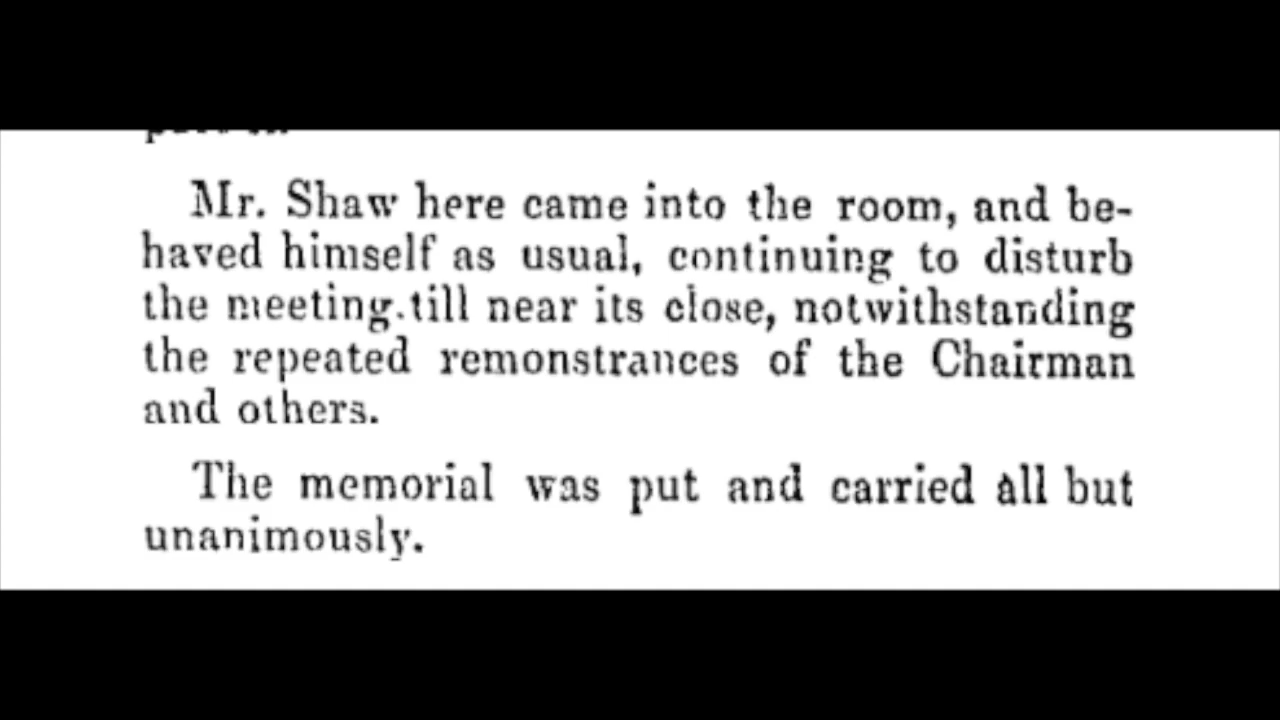 Mr. Shaw here came into the room, and be-
haved himself as usual, continuing to disturb
the meeting.till near its close, notwithstanding
the repeated remonstrances of the Chairman
and others.
The memorial was put and carried all but
unanimously.